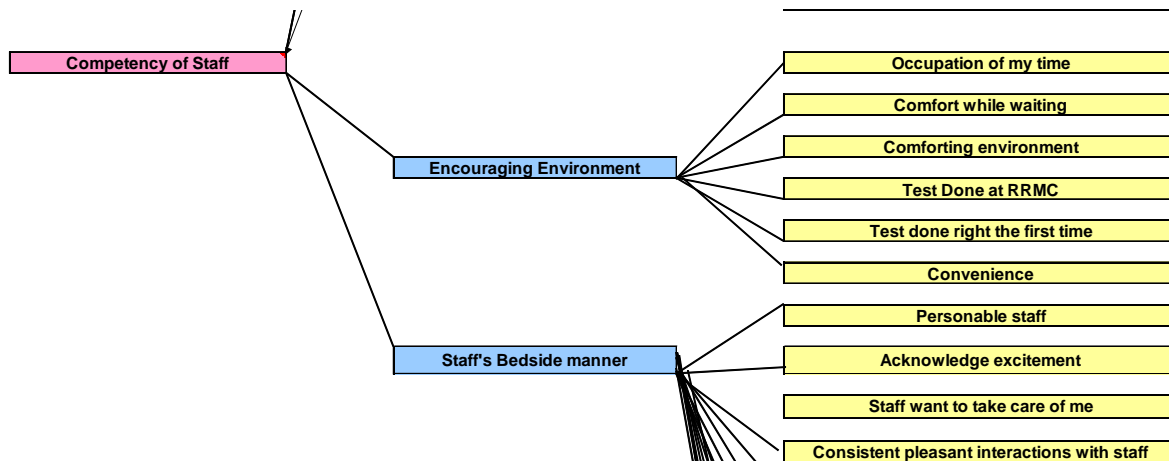 Competency of Staff
Occupation of my time
Comfort while waiting
Comforting environment
Encouraging Environment
Test Done at RRMC
Test done right the first time
Convenience
Personable staff
Staff's Bedside manner
Acknowledge excitement
Staff want to take care of me
Consistent pleasant interactions with staff